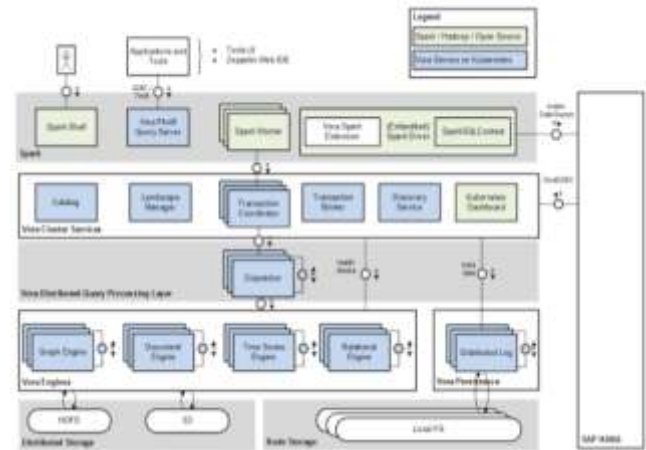 Legend
Spark / Hadoop / Open Source
Vora Service on Kubernetes
Applications and
Tools
Tools UI
Zeppelin Web IDE
Spark Shell
Vora Thrift
Query Server
Spark Worker
Vora Spark
Extension
(Embedded)
Spark Driver
Spark SQL Context
Spark
Catalog
Landscape
Manager
Transaction
Coordinator
Transaction
Broker
Discovery
Service
Kubernetes
Dashboard
Vora Cluster Services
Dispatcher
Vora Distributed Query Processing Layer
Graph Engine
Document
Engine
Time Series
Engine
Relational
Engine
Vora Engines
Distributed Log
Vora Persistence
HDFS
S3
Distributed Storage
Local FS
Node Storage
SAP HANA